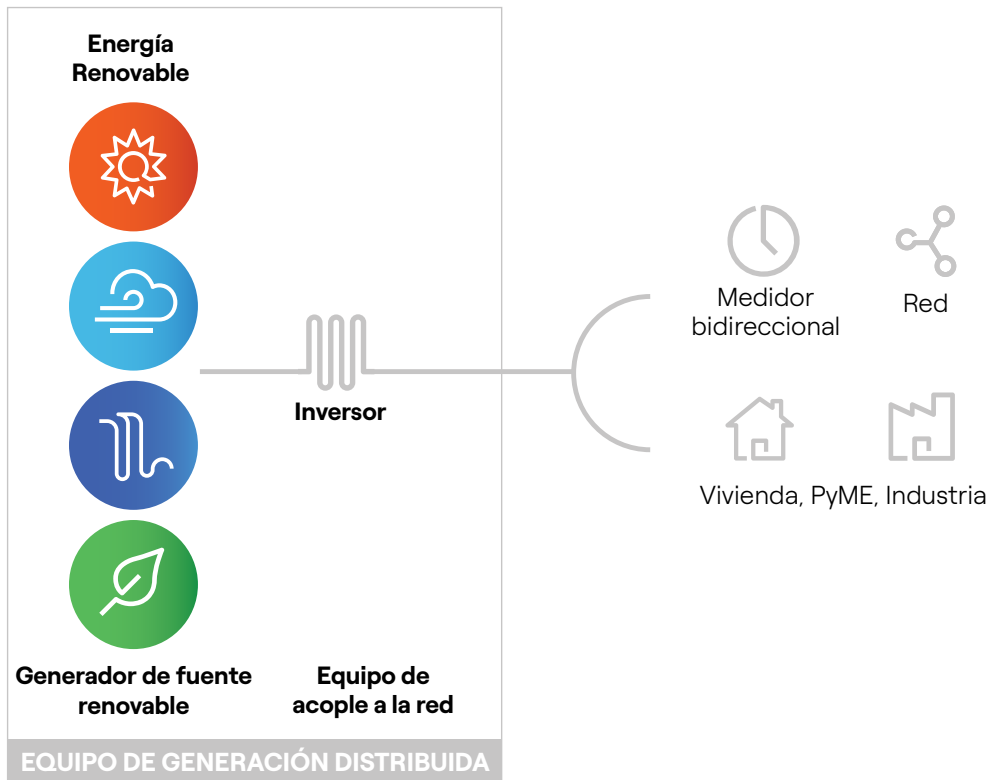 Energía
Renovable
Inversor
Medidor
bidireccional
Red
Vivienda, PyME, Industria
Generador de fuente
renovable
Equipo de
acople a la red
EQUIPO DE GENERACIÓN DISTRIBUIDA